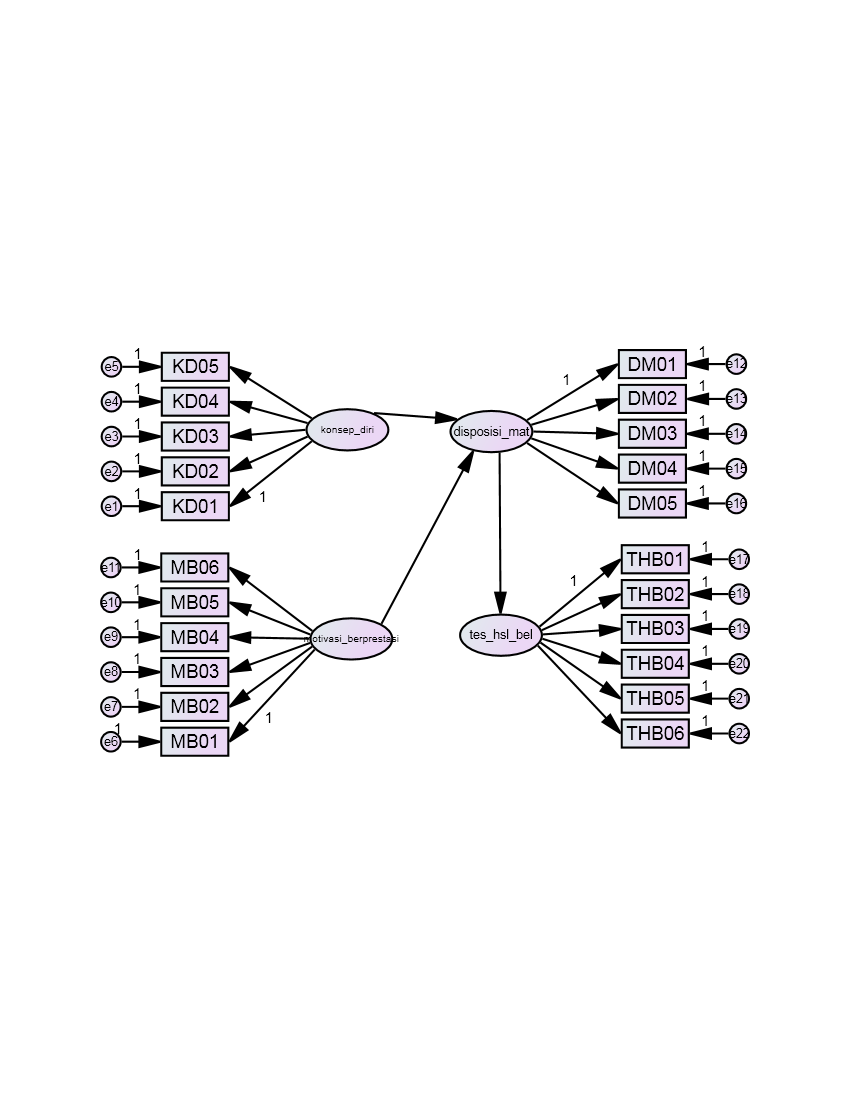 1
e5
KD05
1
e4
KD04
1
e3
KD03
1
e2
KD02
1
e1
KD01
1
konsep_diri
1
e11
MB06
1
e10
MB05
1
e9
MB04
1
e8
MB03
1
e7
MB02
1
e6
MB01
1
motivasi_berprestasi
disposisi_mat
1
DM01
1
e12
DM02
1
e13
DM03
1
e14
DM04
1
e15
DM05
1
e16
tes_hsl_bel
1
THB01
1
e17
THB02
1
e18
THB03
1
e19
THB04
1
e20
THB05
1
e21
THB06
1
e22